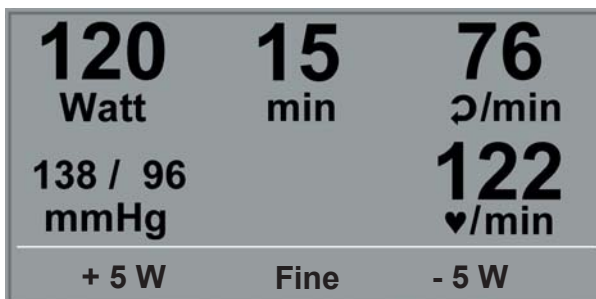 120 15 76
Watt min ↻/min
138 / 96 122
mmHg ♥/min
+ 5 W Fine - 5 W